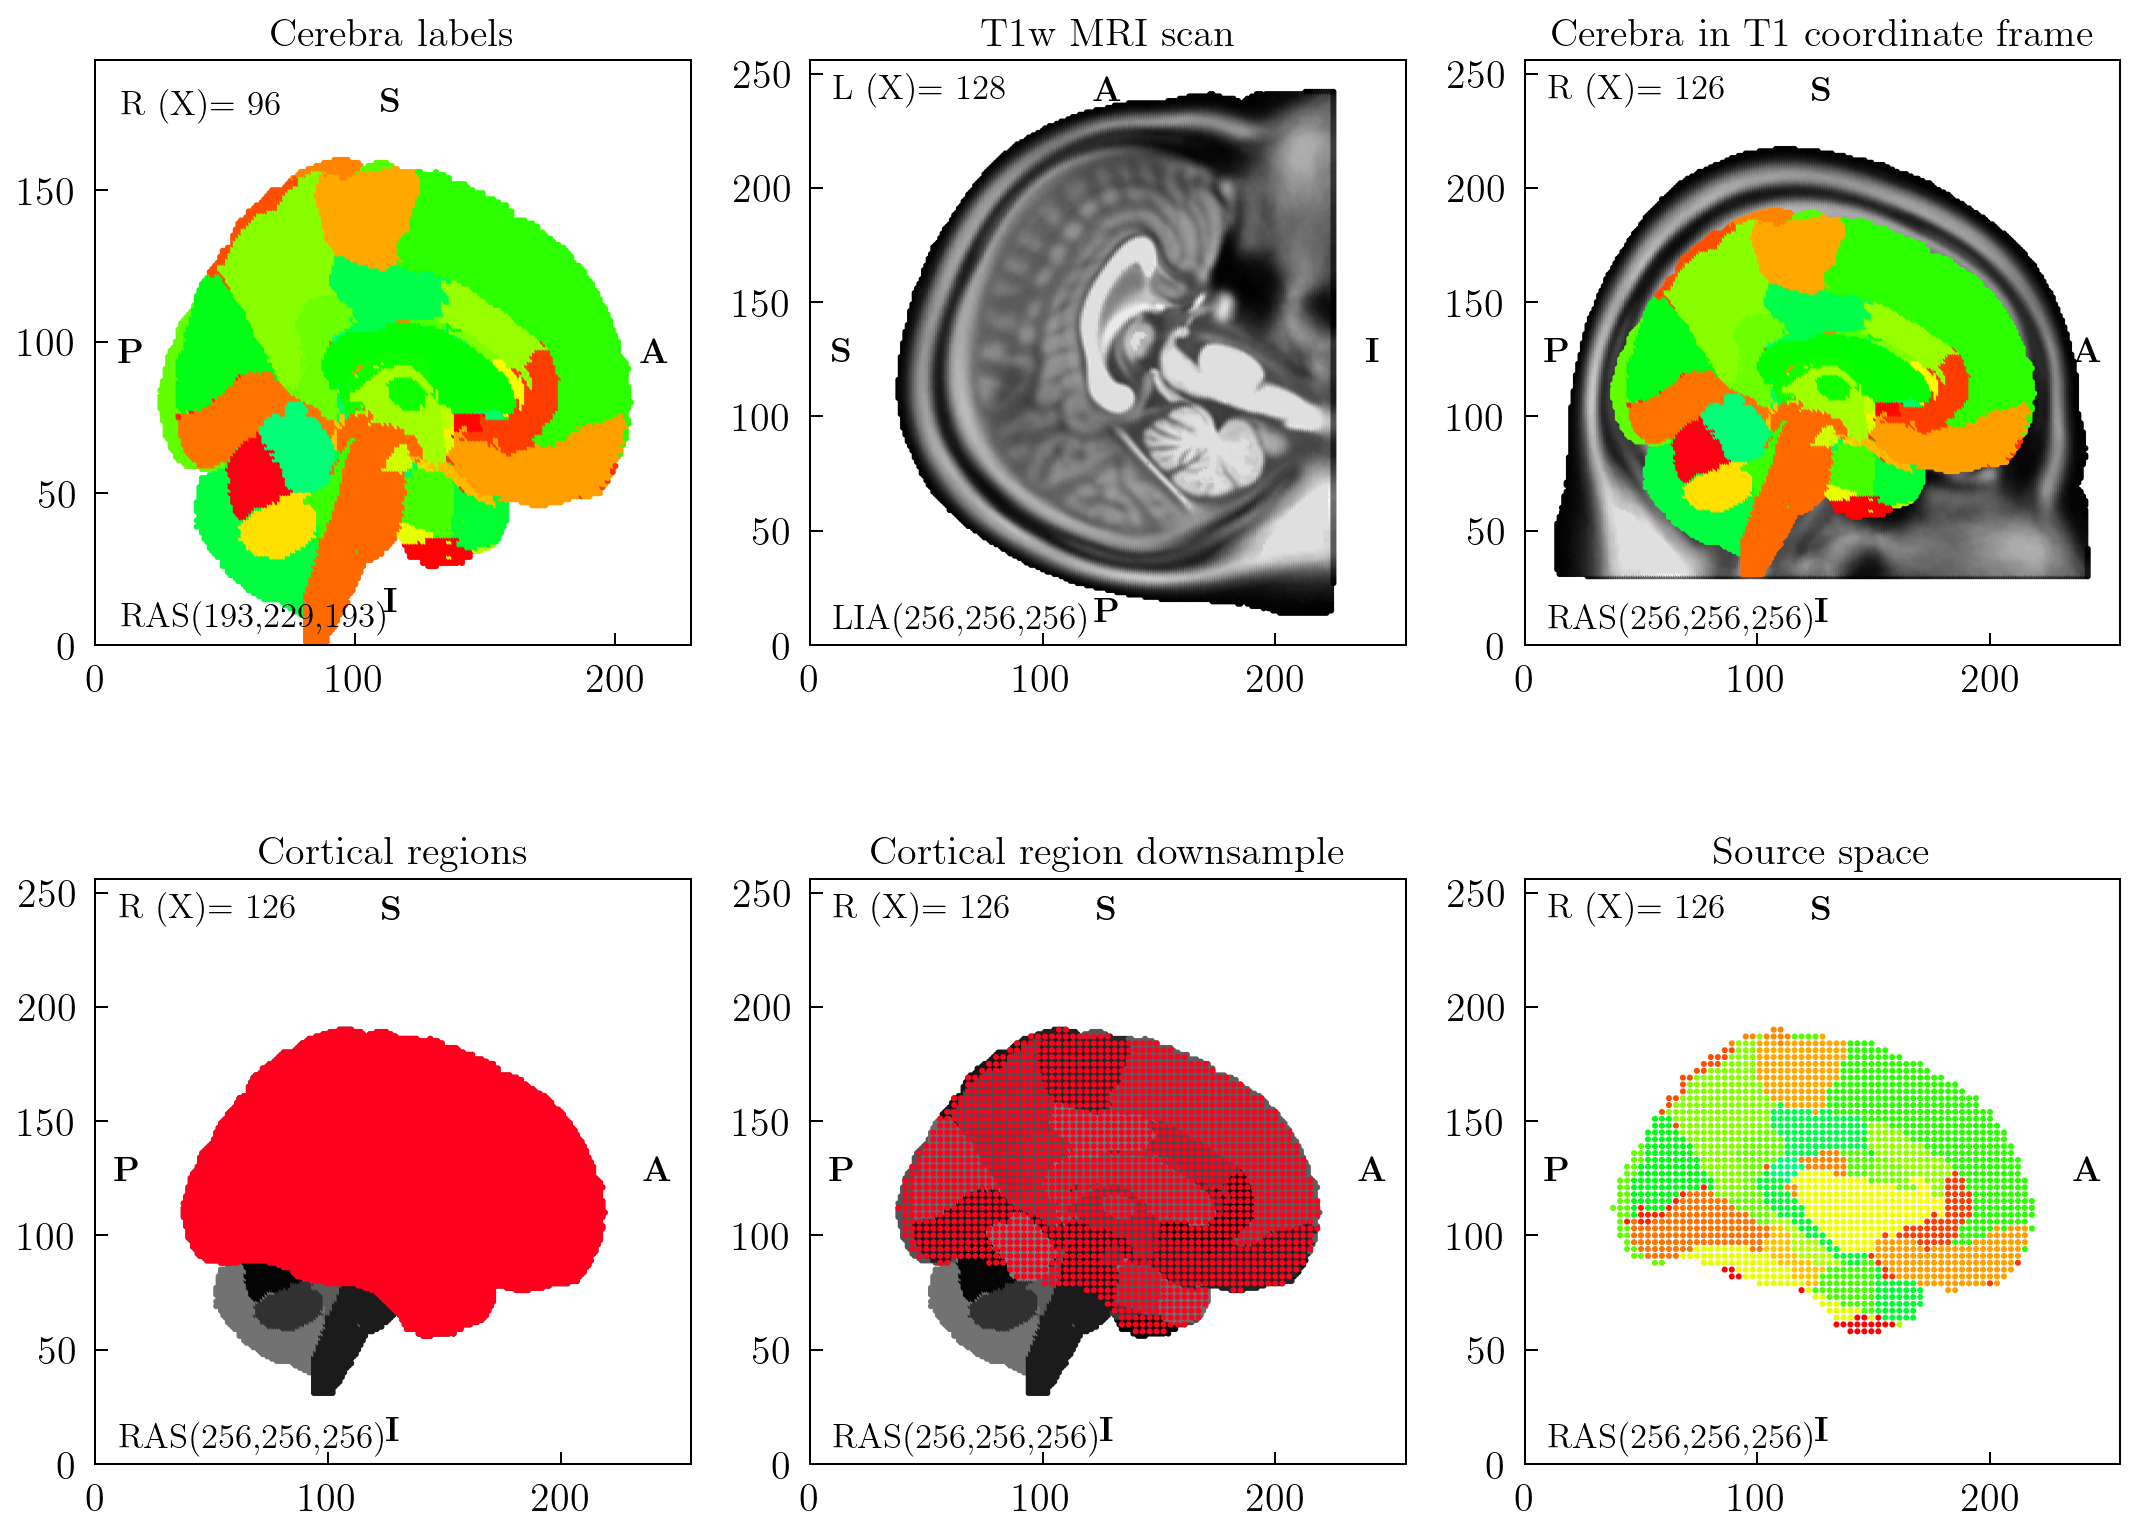 Cerebra labels
R (X)= 96
S
P
A
RAS(193,229,193)
I
0
50
100
150
0
100
200
T1w MRI scan
L (X)= 128
A
S
I
LIA(256,256,256)
P
0
50
100
150
200
250
0
100
200
Cerebra in T1 coordinate frame
R (X)= 126
S
P
A
RAS(256,256,256)
I
0
50
100
150
200
250
0
100
200
Cortical regions
R (X)= 126
S
P
A
RAS(256,256,256)
I
0
50
100
150
200
250
0
100
200
Cortical region downsample
R (X)= 126
S
P
A
RAS(256,256,256)
I
0
50
100
150
200
250
0
100
200
Source space
R (X)= 126
S
P
A
RAS(256,256,256)
I
0
50
100
150
200
250
0
100
200